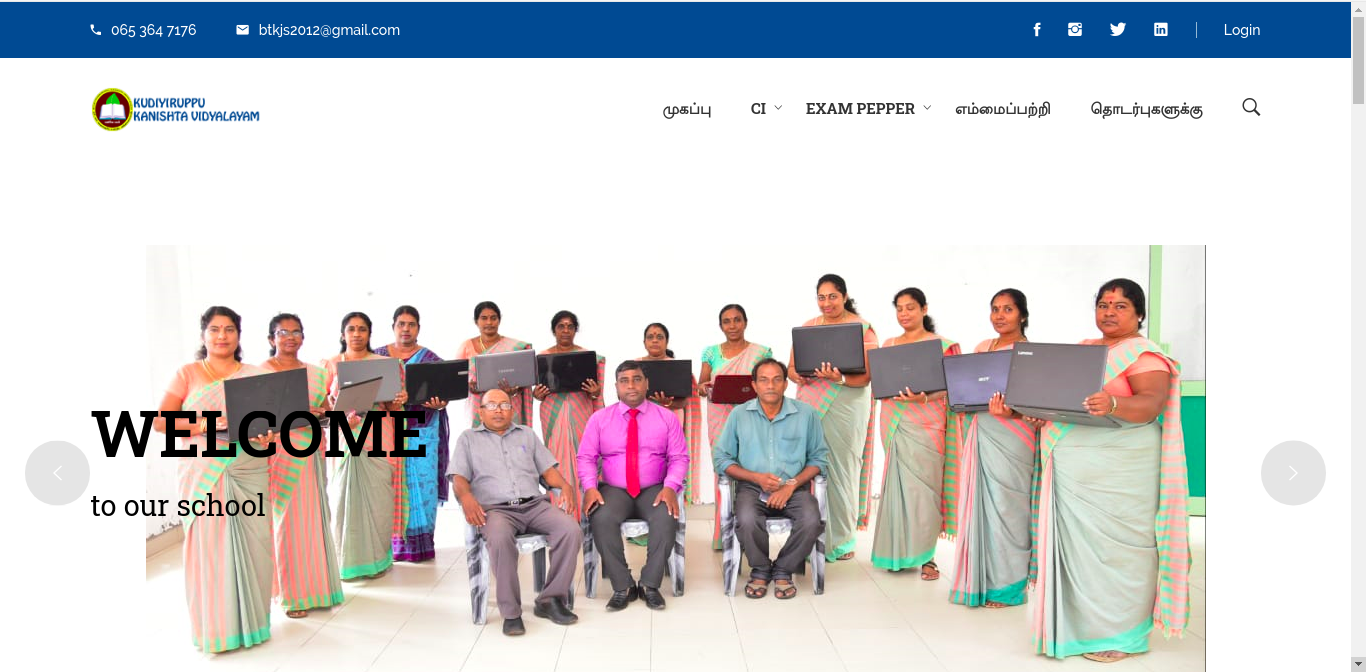 065 364 7176 btkjs2012@gmail.com Login
KUDIYIRUPPU
KANISHTA VIDYALAYAM
முகப்பு CI EXAM PEPPER எம்மைப்பற்றி தொடர்புகளுக்கு
WELCOME
to our school